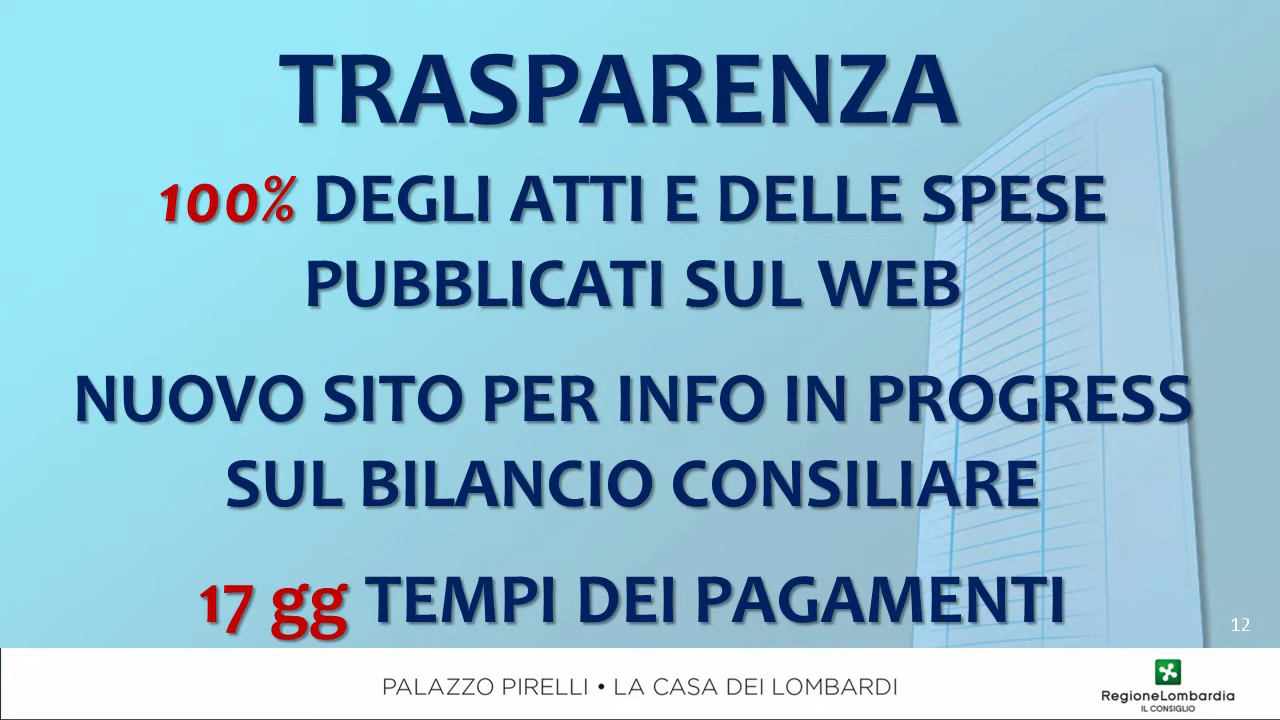 TRASPARENZA
100% DEGLI ATTI E DELLE SPESE
PUBBLICATI SUL WEB
NUOVO SITO PER INFO IN PROGRESS
SUL BILANCIO CONSILIARE
17 gg TEMPI DEI PAGAMENTI
12
PALAZZO PIRELLI • LA CASA DEI LOMBARDI
RegioneLombardia
IL CONSIGLIO